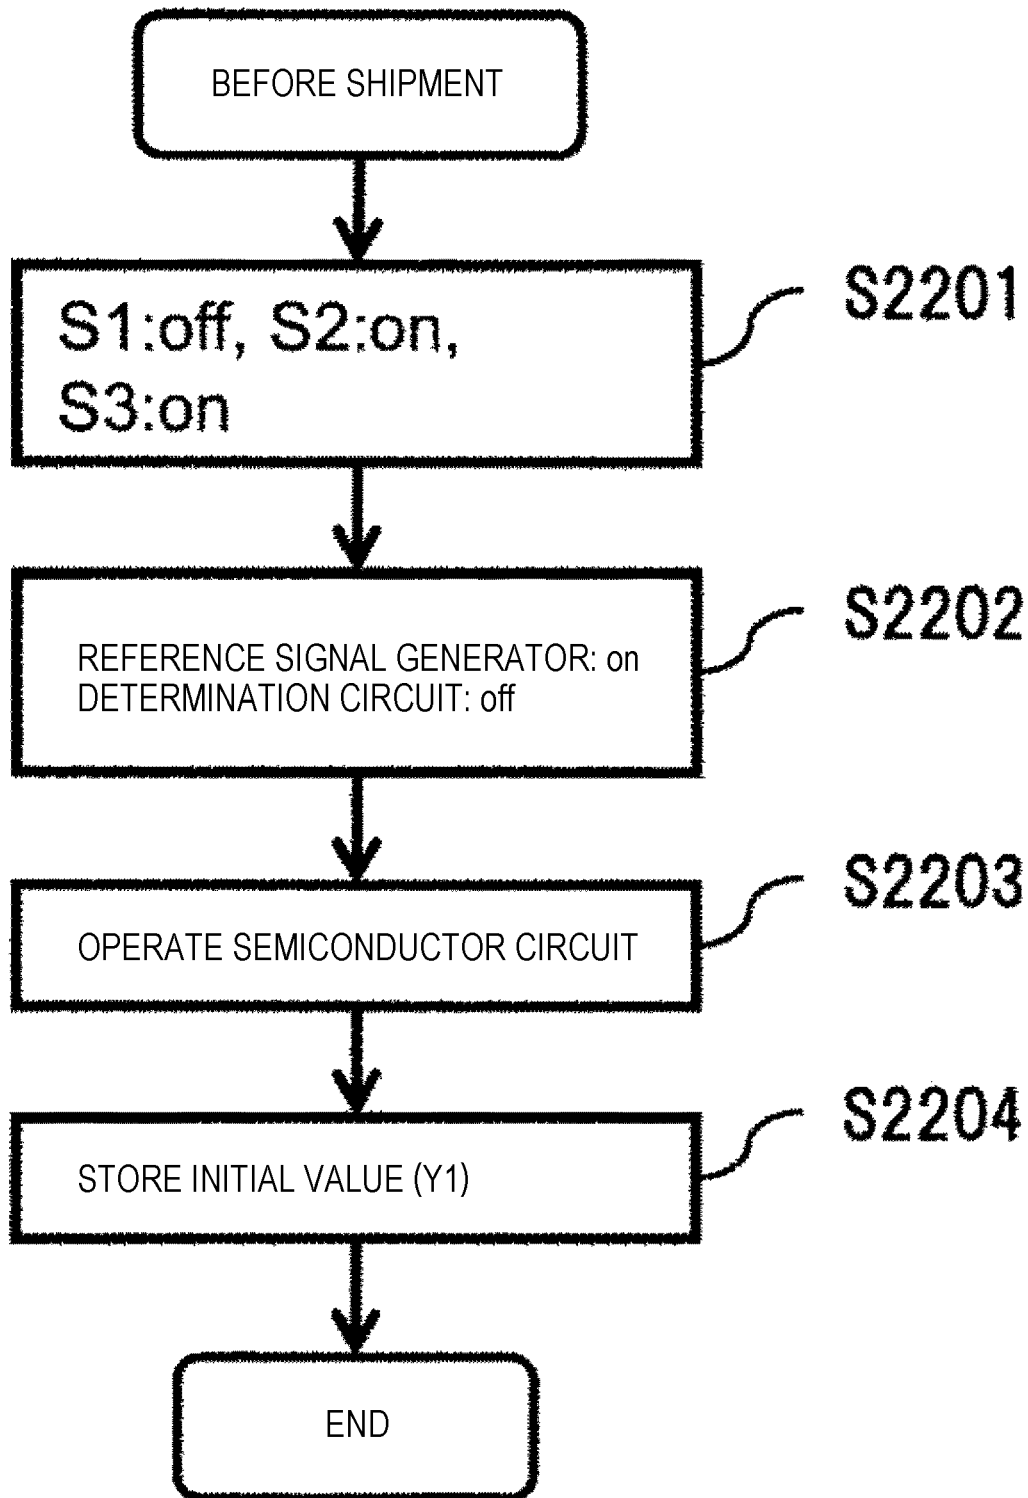 BEFORE SHIPMENT
S1:off, S2:on,
S3:on
S2201
REFERENCE SIGNAL GENERATOR: on
DETERMINATION CIRCUIT: off
S2202
OPERATE SEMICONDUCTOR CIRCUIT
S2203
STORE INITIAL VALUE (Y1)
S2204
END